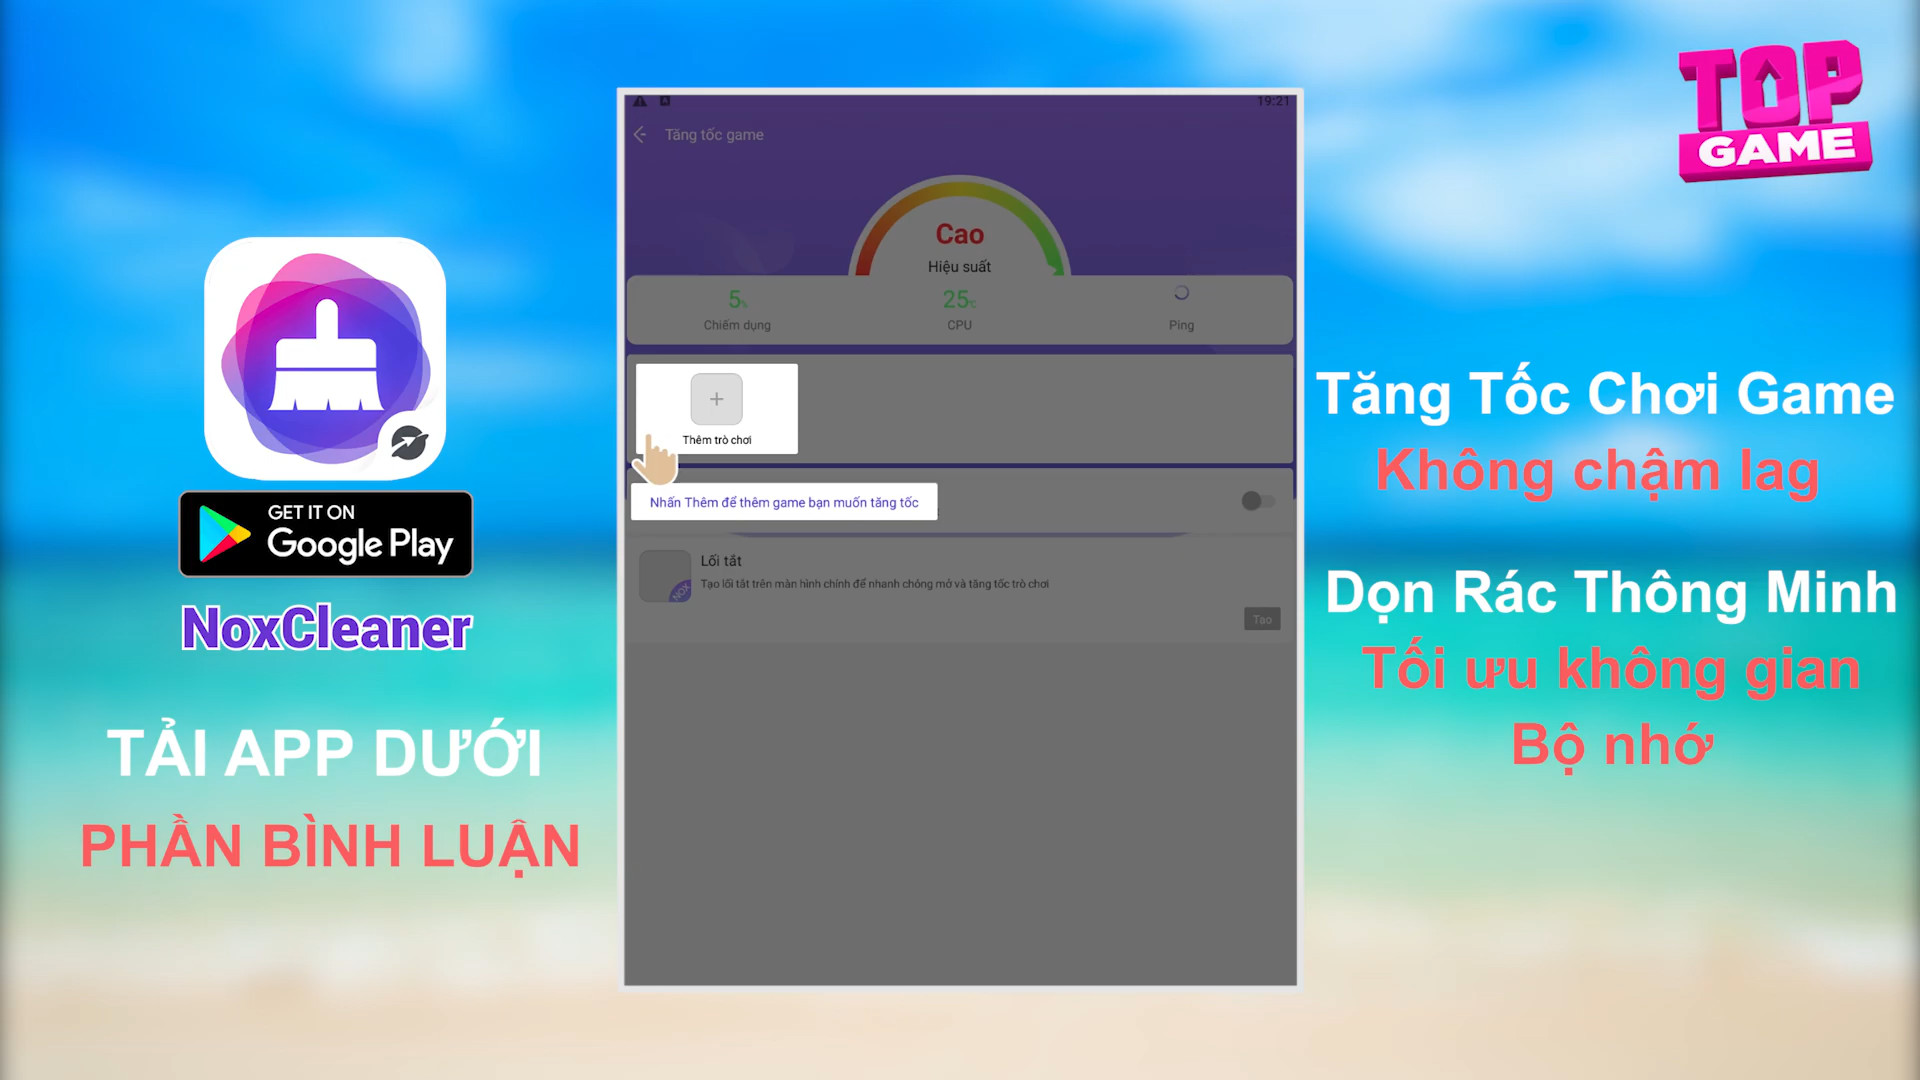 TOP
GAME
19:21
Tăng tốc game
Cao
Hiệu suất
5%
25℃
Chiếm dụng
CPU
Ping
+
Thêm trò chơi
Nhấn Thêm để thêm game bạn muốn tăng tốc
Lối tắt
Tạo lối tắt trên màn hình chính để nhanh chóng mở và tăng tốc trò chơi
NOX
Tạo
GET IT ON
Google Play
NoxCleaner
TẢI APP DƯỚI
PHẦN BÌNH LUẬN
Tăng Tốc Chơi Game
Không chậm lag
Dọn Rác Thông Minh
Tối ưu không gian
Bộ nhớ